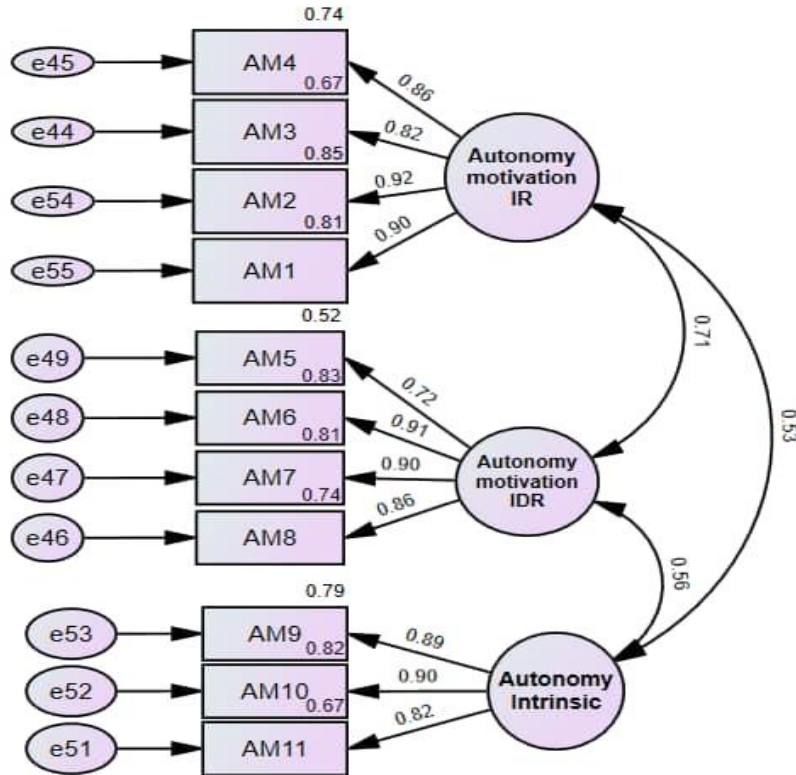 0.74
e45
AM4
0.67
0.86
e44
AM3
0.85
0.82
Autonomy
motivation
IR
e54
AM2
0.81
0.92
e55
AM1
0.90
0.52
e49
AM5
0.83
0.72
0.71
0.53
e48
AM6
0.81
0.91
e47
AM7
0.74
0.90
Autonomy
motivation
IDR
e46
AM8
0.86
0.56
0.79
e53
AM9
0.82
0.89
e52
AM10
0.67
0.90
Autonomy
Intrinsic
e51
AM11
0.82